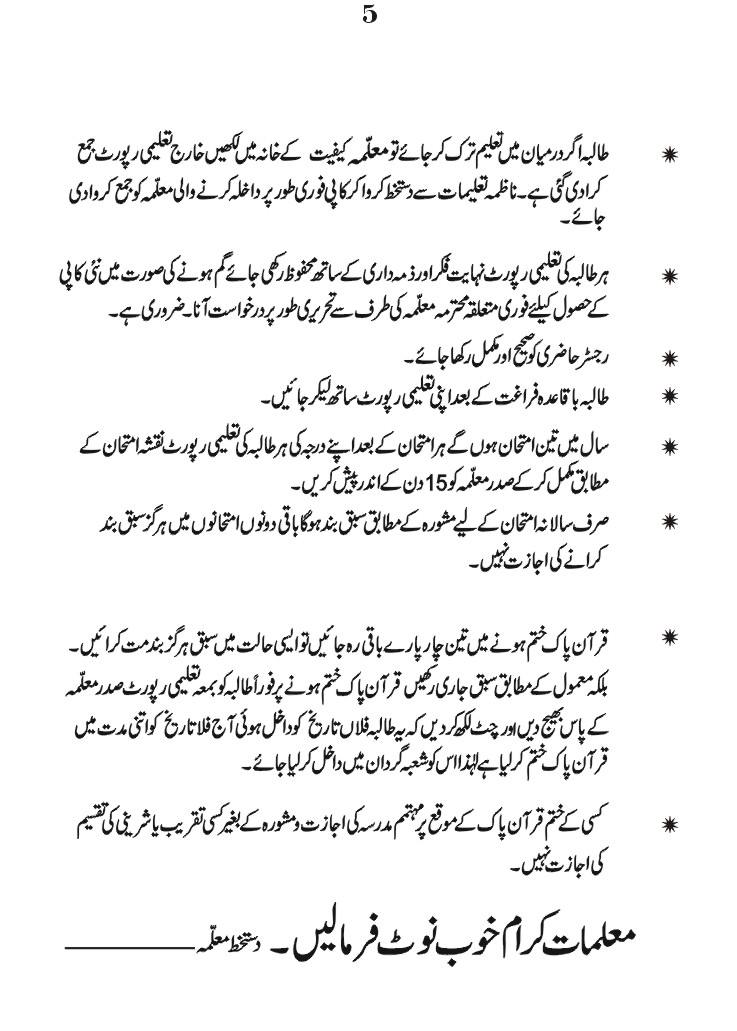 5
طالبہ اگر درمیان میں تعلیم ترک کر جائے تو معلّمہ کیفیت کے خانہ میں لکھیں خارج تعلیمی رپورٹ جمع
کرادی گئی ہے۔ ناظمہ تعلیمات سے دستخط کرواکر کاپی فوری طور پر داخلہ کرنے والی معلّمہ کو جمع کروادی
جائے۔
ہر طالبہ کی تعلیمی رپورٹ نہایت فکر اور ذمہ داری کے ساتھ محفوظ رکھی جائے گم ہونے کی صورت میں نئی کاپی
کے حصول کیلئے فوری متعلقہ محترمہ معلّمہ کی طرف سے تحریری طور پر درخواست آنا۔ ضروری ہے۔
رجسٹر حاضری کو صحیح اور مکمل رکھا جائے۔
طالبہ باقاعدہ فراغت کے بعد اپنی تعلیمی رپورٹ ساتھ لیکر جائیں۔
سال میں تین امتحان ہوں گے ہر امتحان کے بعد اپنے درجہ کی ہر طالبہ کی تعلیمی رپورٹ نقشہ امتحان کے
مطابق مکمل کرکے صدر معلّمہ کو 15 دن کے اندر پیش کریں۔
صرف سالانہ امتحان کے لیے مشورہ کے مطابق سبق بند ہوگا باقی دونوں امتحانوں میں ہرگز سبق بند
کرانے کی اجازت نہیں۔
قرآن پاک ختم ہونے میں تین چار پارے باقی رہ جائیں تو ایسی حالت میں سبق ہرگز بند مت کرائیں۔
بلکہ معمول کے مطابق سبق جاری رکھیں قرآن پاک ختم ہونے پر فوراً طالبہ کو بمعہ تعلیمی رپورٹ صدر معلّمہ
کے پاس بھیج دیں اور چٹ لکھ کر دیں کہ یہ طالبہ فلاں تاریخ کو داخل ہوئی آج فلا تاریخ کو اتنی مدت میں
قرآن پاک ختم کرلیا ہے لہٰذا اس کو شعبہ گردان میں داخل کرلیا جائے۔
کسی کے ختم قرآن پاک کے موقع پر مہتمم مدرسہ کی اجازت و مشورہ کے بغیر کسی تقریب یا شرینی کی تقسیم
کی اجازت نہیں۔
معلمات کرام خوب نوٹ فرمالیں۔ دستخط معلّمہ